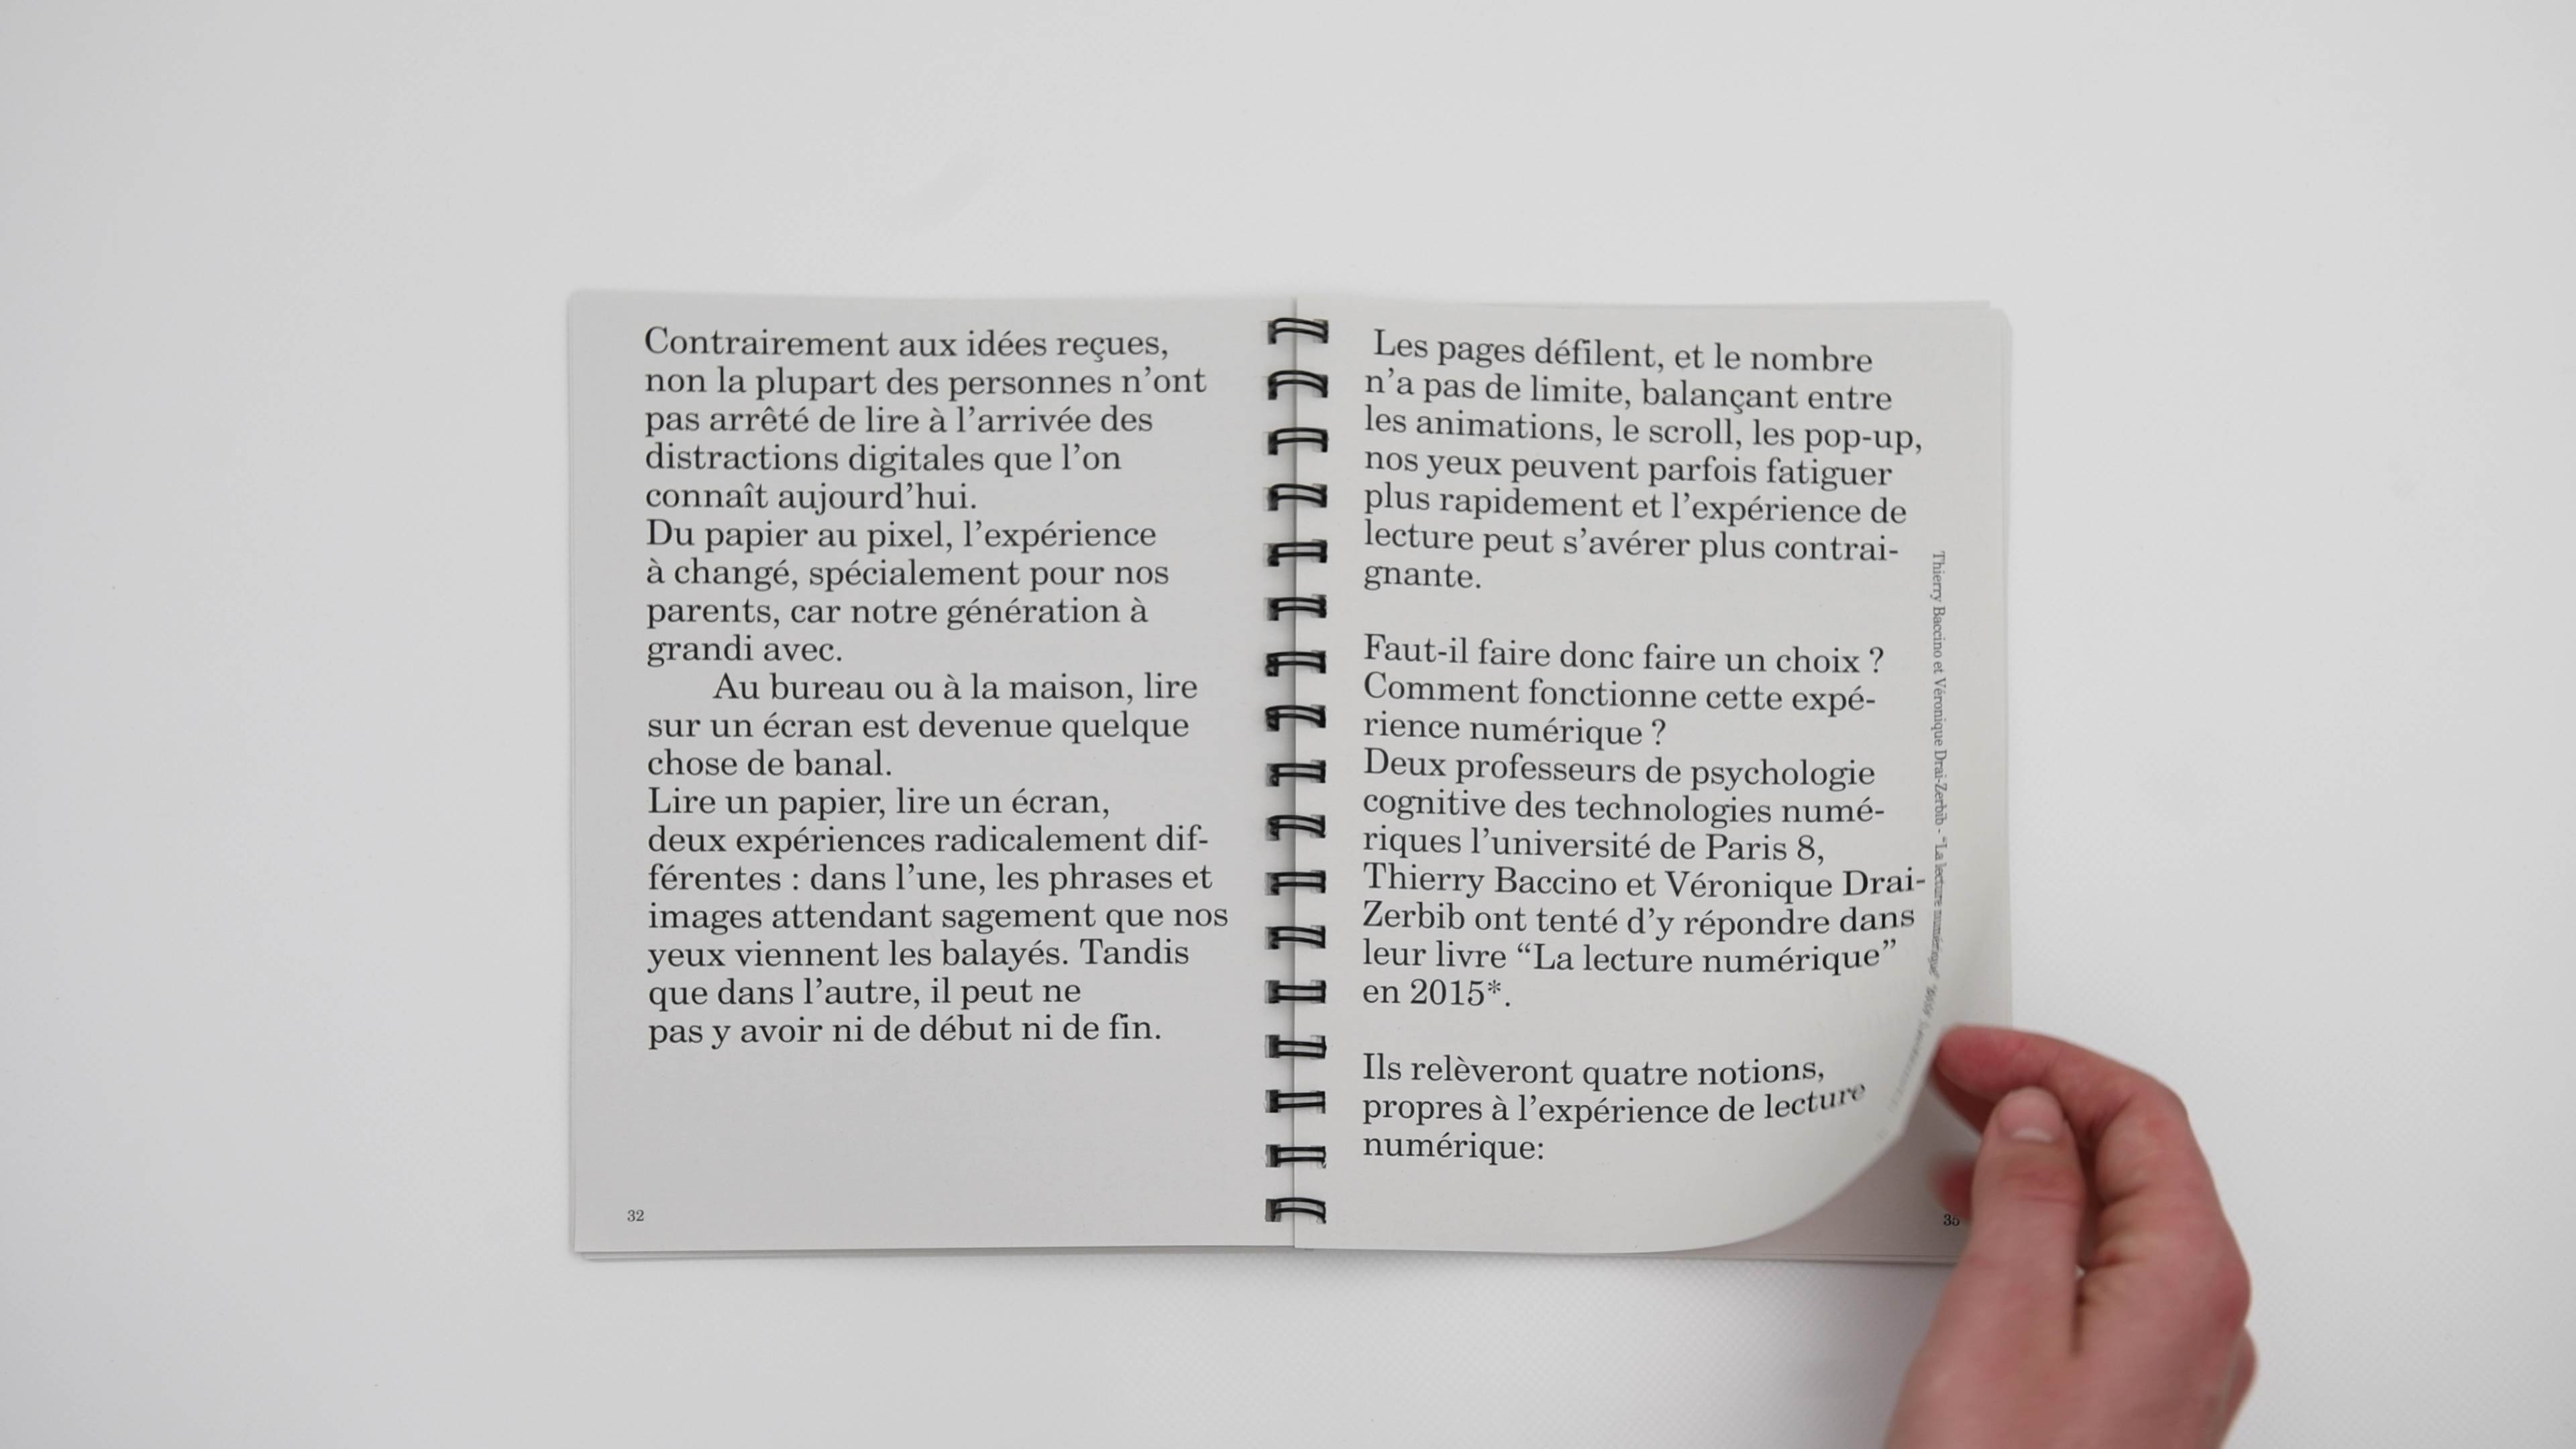 Contrairement aux idées reçues,
non la plupart des personnes n’ont
pas arrêté de lire à l’arrivée des
distractions digitales que l’on
connaît aujourd’hui.
Du papier au pixel, l’expérience
à changé, spécialement pour nos
parents, car notre génération à
grandi avec.
Au bureau ou à la maison, lire
sur un écran est devenue quelque
chose de banal.
Lire un papier, lire un écran,
deux expériences radicalement dif-
férentes : dans l’une, les phrases et
images attendant sagement que nos
yeux viennent les balayés. Tandis
que dans l’autre, il peut ne
pas y avoir ni de début ni de fin.
32
Les pages défilent, et le nombre
n’a pas de limite, balançant entre
les animations, le scroll, les pop-up,
nos yeux peuvent parfois fatiguer
plus rapidement et l’expérience de
lecture peut s’avérer plus contrai-
gnante.
Faut-il faire donc faire un choix ?
Comment fonctionne cette expé-
rience numérique ?
Deux professeurs de psychologie
cognitive des technologies numé-
riques l’université de Paris 8,
Thierry Baccino et Véronique Drai-
Zerbib ont tenté d’y répondre dans
leur livre “La lecture numérique”
en 2015*.
Ils relèveront quatre notions,
propres à l’expérience de lecture
numérique:
Thierry Baccino et Véronique Drai-Zerbib - “La lecture numérique”
35